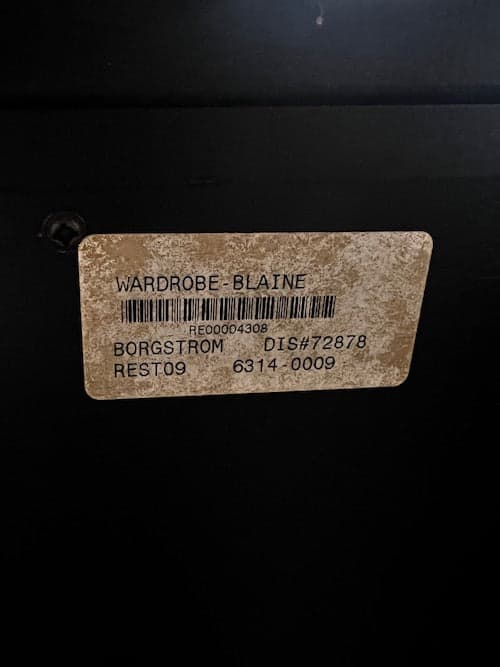 WARDROBE-BLAINE
RE00004308
BORGSTROM DIS#72878
REST09 6314-0009